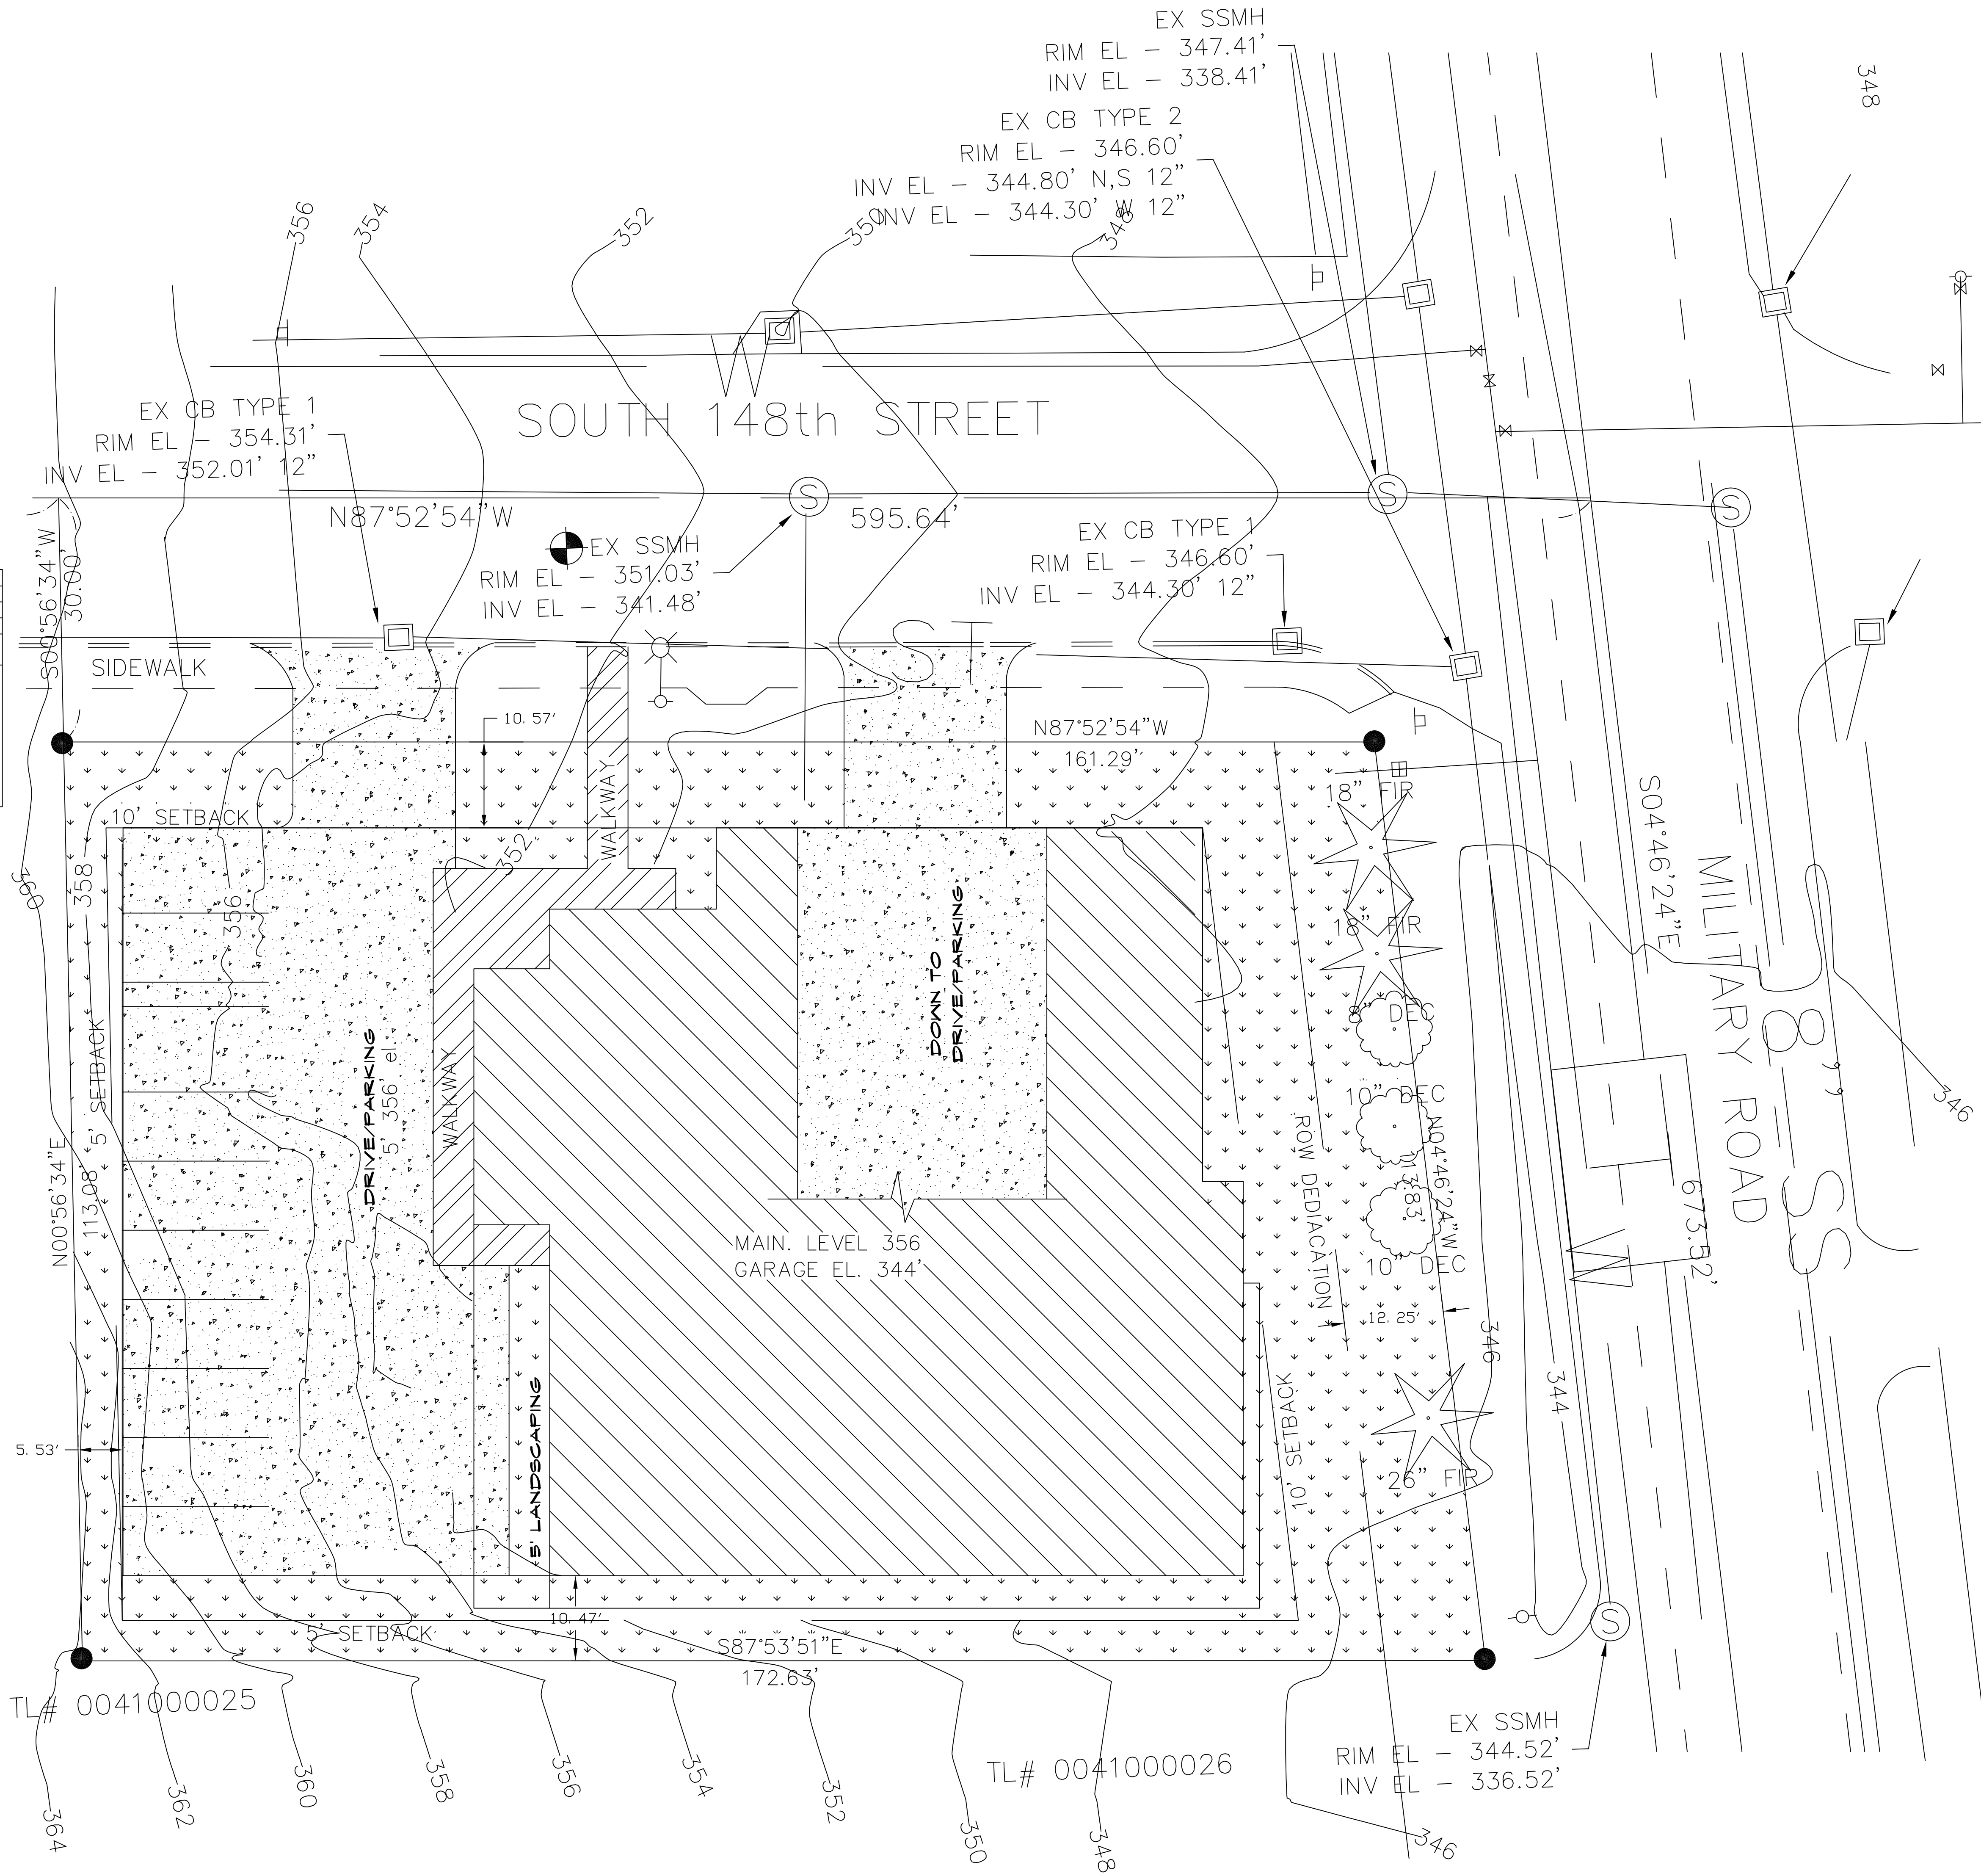 EX SSMH
RIM EL - 347.41'
INV EL - 338.41'
EX CB TYPE 2
RIM EL - 346.60'
INV EL - 344.80' N,S 12"
INV EL - 344.30' W 12"
348
356
354
352
350
348
W
EX CB TYPE 1
RIM EL - 354.31'
INV EL - 352.01' 12"
SOUTH 148th STREET
S
S
S
N87°52'54"W
595.64'
EX SSMH
RIM EL - 351.03'
INV EL - 341.48'
EX CB TYPE 1
RIM EL - 346.60'
INV EL - 344.30' 12"
S00°56'34"W
30.00'
SIDEWALK
10.57'
N87°52'54"W
161.29'
18" FIR
10' SETBACK
WALKWAY
352
360
358
356
18" FIR
8" DEC
10" DEC
10" DEC
S04°46'24"E
673.52'
MILITARY ROAD
8" SS
346
DOWN TO
DRIVE/PARKING
DRIVE/PARKING
5' 356' el.
WALKWAY
5' SETBACK
N00°56'34"E
113.08'
MAIN. LEVEL 356
GARAGE EL. 344'
ROW DEDIACATION
N04°46'24"W
113.83'
12.25'
W
346
344
5.53'
5' LANDSCAPING
10' SETBACK
26" FIR
10.47'
5' SETBACK
S87°53'51"E
172.63'
S
TL# 0041000025
TL# 0041000026
EX SSMH
RIM EL - 344.52'
INV EL - 336.52'
364
362
360
358
356
354
352
350
348
346